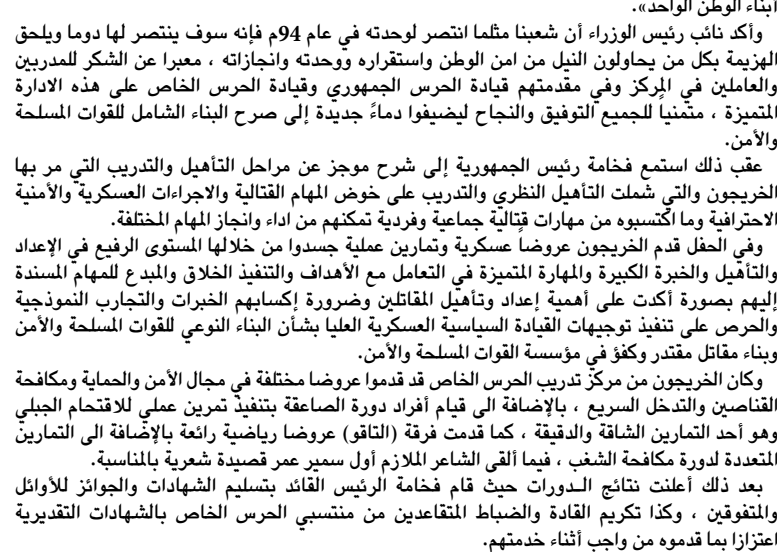 أبناء الوطن الواحد».
وأكد نائب رئيس الوزراء أن شعبنا مثلما انتصر لوحدته في عام 94م فإنه سوف ينتصر لها دوما ويلحق
الهزيمة بكل من يحاولون النيل من امن الوطن واستقراره ووحدته وانجازاته ، معبرا عن الشكر للمدربين
والعاملين في المركز وفي مقدمتهم قيادة الحرس الجمهوري وقيادة الحرس الخاص على هذه الادارة
المتميزة ، متمنياً للجميع التوفيق والنجاح ليضيفوا دماءً جديدة إلى صرح البناء الشامل للقوات المسلحة
والأمن.
عقب ذلك استمع فخامة رئيس الجمهورية إلى شرح موجز عن مراحل التأهيل والتدريب التي مر بها
الخريجون والتي شملت التأهيل النظري والتدريب على خوض المهام القتالية والاجراءات العسكرية والأمنية
الاحترافية وما اكتسبوه من مهارات قتالية جماعية وفردية تمكنهم من اداء وانجاز المهام المختلفة.
وفي الحفل قدم الخريجون عروضاً عسكرية وتمارين عملية جسدوا من خلالها المستوى الرفيع في الإعداد
والتأهيل والخبرة الكبيرة والمهارة المتميزة في التعامل مع الأهداف والتنفيذ الخلاق والمبدع للمهام المسندة
إليهم بصورة أكدت على أهمية إعداد وتأهيل المقاتلين وضرورة إكسابهم الخبرات والتجارب النموذجية
والحرص على تنفيذ توجيهات القيادة السياسية العسكرية العليا بشأن البناء النوعي للقوات المسلحة والأمن
وبناء مقاتل مقتدر وكفؤ في مؤسسة القوات المسلحة والأمن.
وكان الخريجون من مركز تدريب الحرس الخاص قد قدموا عروضا مختلفة في مجال الأمن والحماية ومكافحة
القناصين والتدخل السريع ، بالإضافة الى قيام أفراد دورة الصاعقة بتنفيذ تمرين عملي للاقتحام الجبلي
وهو أحد التمارين الشاقة والدقيقة ، كما قدمت فرقة (التاقو) عروضا رياضية رائعة بالإضافة الى التمارين
المتعددة لدورة مكافحة الشغب ، فيما ألقى الشاعر الملازم أول سمير عمر قصيدة شعرية بالمناسبة.
بعد ذلك أعلنت نتائج الـدورات حيث قام فخامة الرئيس القائد بتسليم الشهادات والجوائز للأوائل
والمتفوقين ، وكذا تكريم القادة والضباط المتقاعدين من منتسبي الحرس الخاص بالشهادات التقديرية
اعتزازا بما قدموه من واجب أثناء خدمتهم.